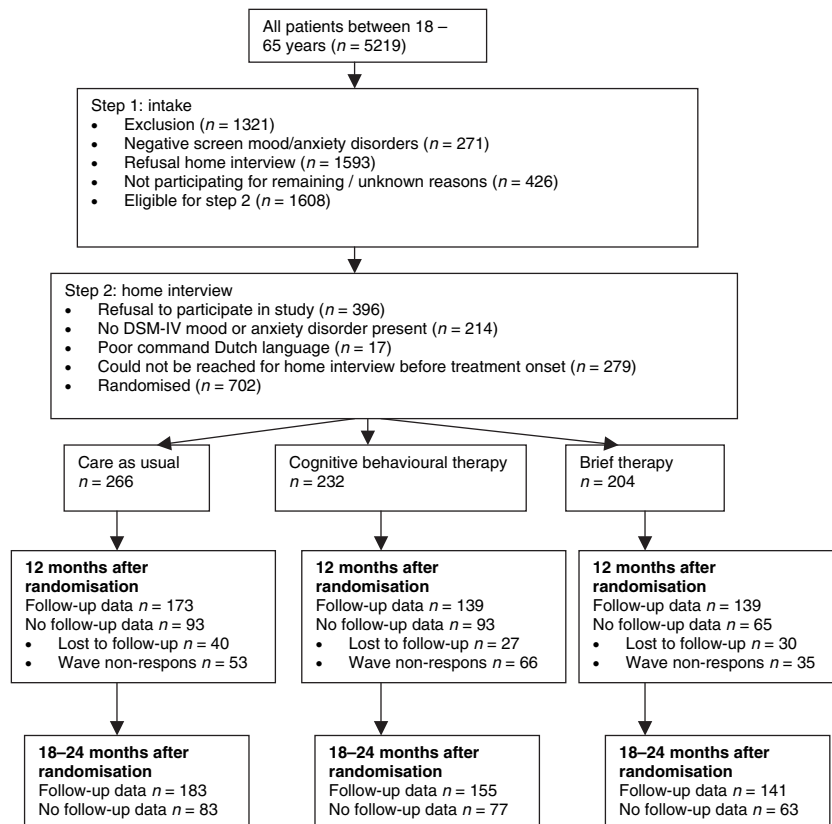 All patients between 18 –
65 years (n = 5219)
Step 1: intake
• Exclusion (n = 1321)
• Negative screen mood/anxiety disorders (n = 271)
• Refusal home interview (n = 1593)
• Not participating for remaining / unknown reasons (n = 426)
• Eligible for step 2 (n = 1608)
Step 2: home interview
• Refusal to participate in study (n = 396)
• No DSM-IV mood or anxiety disorder present (n = 214)
• Poor command Dutch language (n = 17)
• Could not be reached for home interview before treatment onset (n = 279)
• Randomised (n = 702)
Care as usual
n = 266
Cognitive behavioural therapy
n = 232
Brief therapy
n = 204
12 months after
randomisation
Follow-up data n = 173
No follow-up data n = 93
• Lost to follow-up n = 40
• Wave non-respons n = 53
12 months after
randomisation
Follow-up data n = 139
No follow-up data n = 93
• Lost to follow-up n = 27
• Wave non-respons n = 66
12 months after
randomisation
Follow-up data n = 139
No follow-up data n = 65
• Lost to follow-up n = 30
• Wave non-respons n = 35
18–24 months after
randomisation
Follow-up data n = 183
No follow-up data n = 83
18–24 months after
randomisation
Follow-up data n = 155
No follow-up data n = 77
18–24 months after
randomisation
Follow-up data n = 141
No follow-up data n = 63